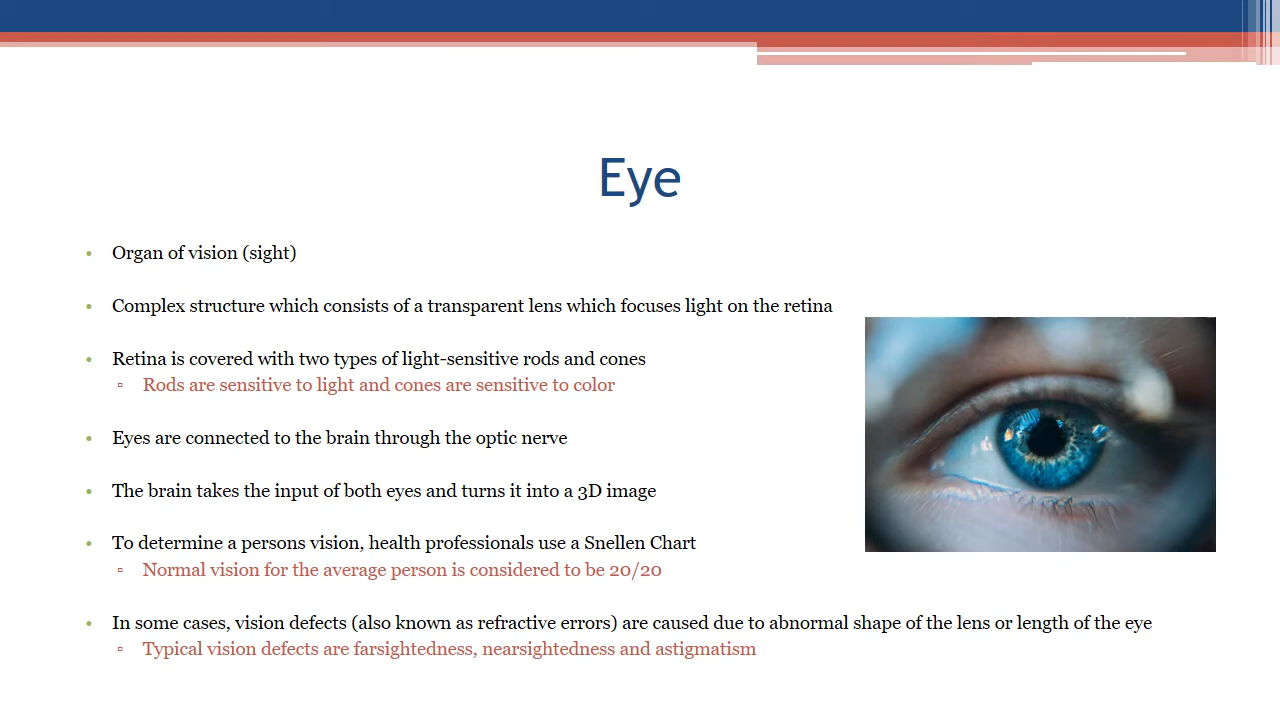 Eye
• Organ of vision (sight)
• Complex structure which consists of a transparent lens which focuses light on the retina
• Retina is covered with two types of light-sensitive rods and cones
▫ Rods are sensitive to light and cones are sensitive to color
• Eyes are connected to the brain through the optic nerve
• The brain takes the input of both eyes and turns it into a 3D image
• To determine a persons vision, health professionals use a Snellen Chart
▫ Normal vision for the average person is considered to be 20/20
• In some cases, vision defects (also known as refractive errors) are caused due to abnormal shape of the lens or length of the eye
▫ Typical vision defects are farsightedness, nearsightedness and astigmatism